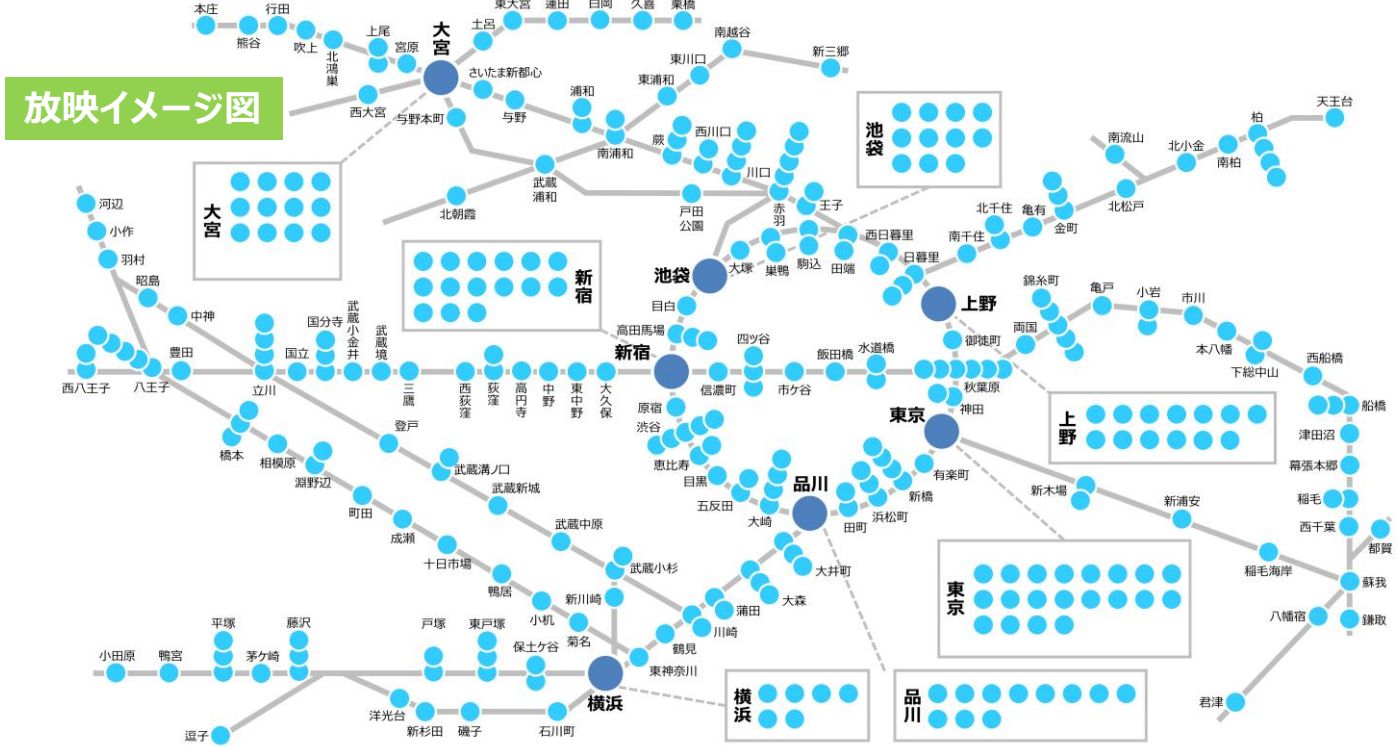 放映イメージ図
本庄
熊谷
行田
吹上
北鴻巣
上尾
宮原
大宮
土呂
東大宮
蓮田
白岡
久喜
栗橋
西大宮
さいたま新都心
与野
与野本町
浦和
南浦和
武蔵浦和
北朝霞
東浦和
東川口
南越谷
新三郷
蕨
西川口
川口
戸田公園
赤羽
王子
大宮
池袋
新宿
河辺
小作
羽村
昭島
中神
西八王子
八王子
豊田
立川
国立
国分寺
武蔵小金井
武蔵境
三鷹
西荻窪
荻窪
高円寺
中野
東中野
大久保
新宿
池袋
目白
高田馬場
大塚
巣鴨
駒込
田端
西日暮里
日暮里
上野
御徒町
秋葉原
神田
東京
有楽町
新橋
浜松町
田町
品川
大崎
五反田
目黒
恵比寿
渋谷
原宿
信濃町
四ツ谷
市ケ谷
飯田橋
水道橋
南千住
北千住
亀有
金町
北松戸
南流山
北小金
南柏
柏
天王台
両国
錦糸町
亀戸
小岩
市川
本八幡
下総中山
西船橋
船橋
津田沼
幕張本郷
稲毛
西千葉
都賀
蘇我
鎌取
八幡宿
君津
稲毛海岸
新浦安
新木場
上野
東京
橋本
相模原
淵野辺
町田
成瀬
十日市場
鴨居
小机
菊名
登戸
武蔵溝ノ口
武蔵新城
武蔵中原
武蔵小杉
新川崎
大井町
大森
蒲田
川崎
鶴見
東神奈川
横浜
保土ケ谷
東戸塚
戸塚
藤沢
茅ケ崎
平塚
鴨宮
小田原
逗子
洋光台
新杉田
磯子
石川町
横浜
品川